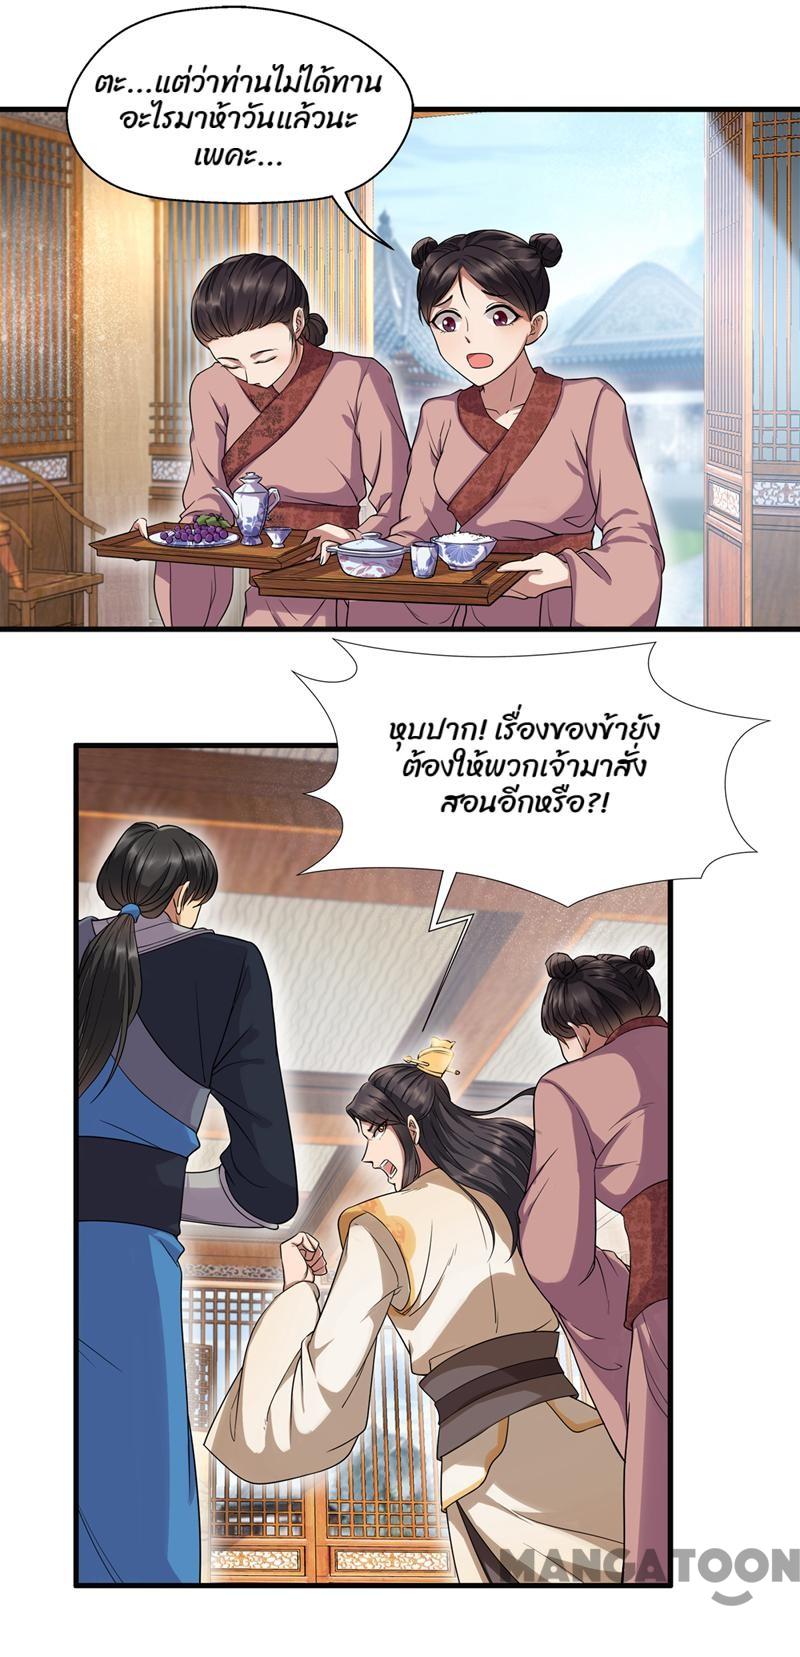 ตะ...แต่ว่าท่านไม่ได้ทาน
อะไรมาห้าวันแล้วนะ
เพคะ...
หุบปาก! เรื่องของข้ายัง
ต้องให้พวกเจ้ามาสั่ง
สอนอีกหรือ?!
MANGATOON